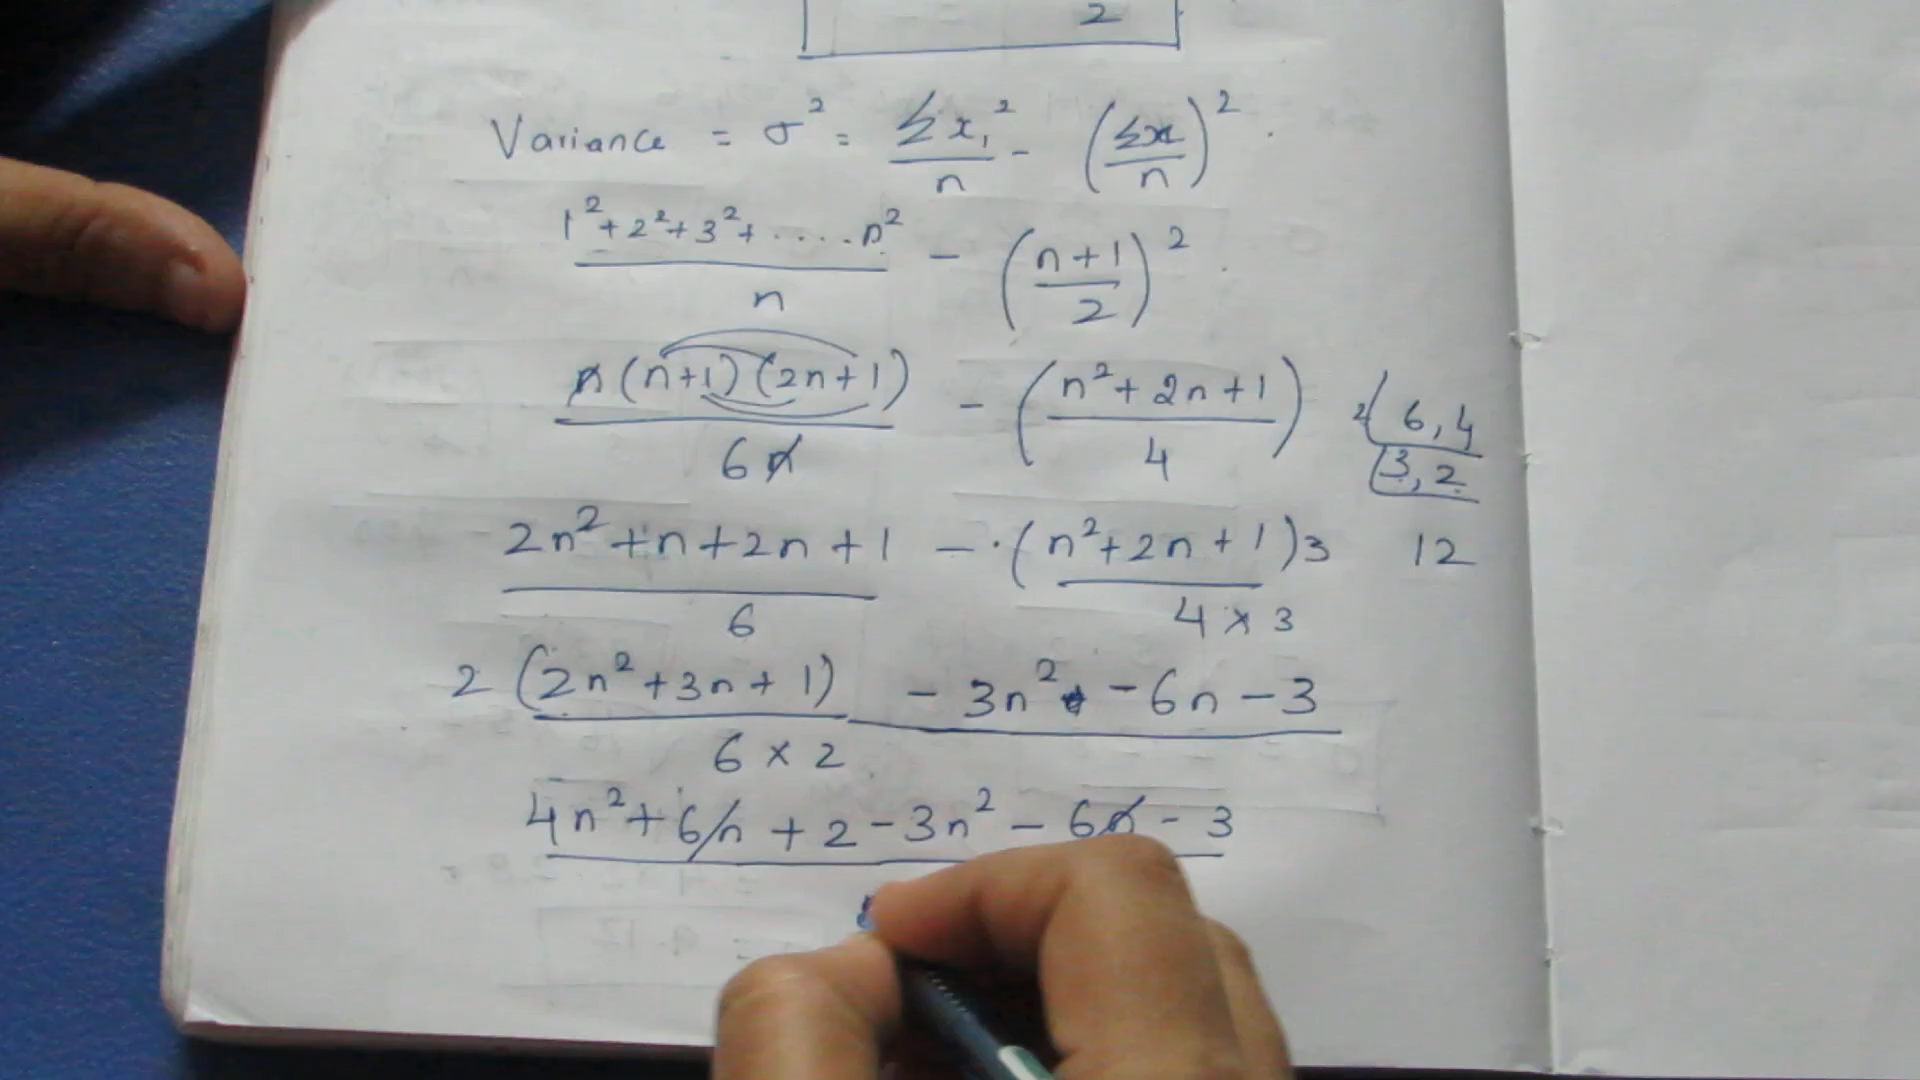 2
Variance = σ² = Σx₁²/n - (Σx/n)².
1²+2²+3²+.....n²/n - (n+1/2)².
n(n+1)(2n+1)/6n - (n²+2n+1/4) 2 6,4
3,2
2n²+n+2n+1/6 - .(n²+2n+1)3/4×3 12
2(2n²+3n+1)/6×2 -3n² -6n-3
4n²+6n+2-3n²-6n-3